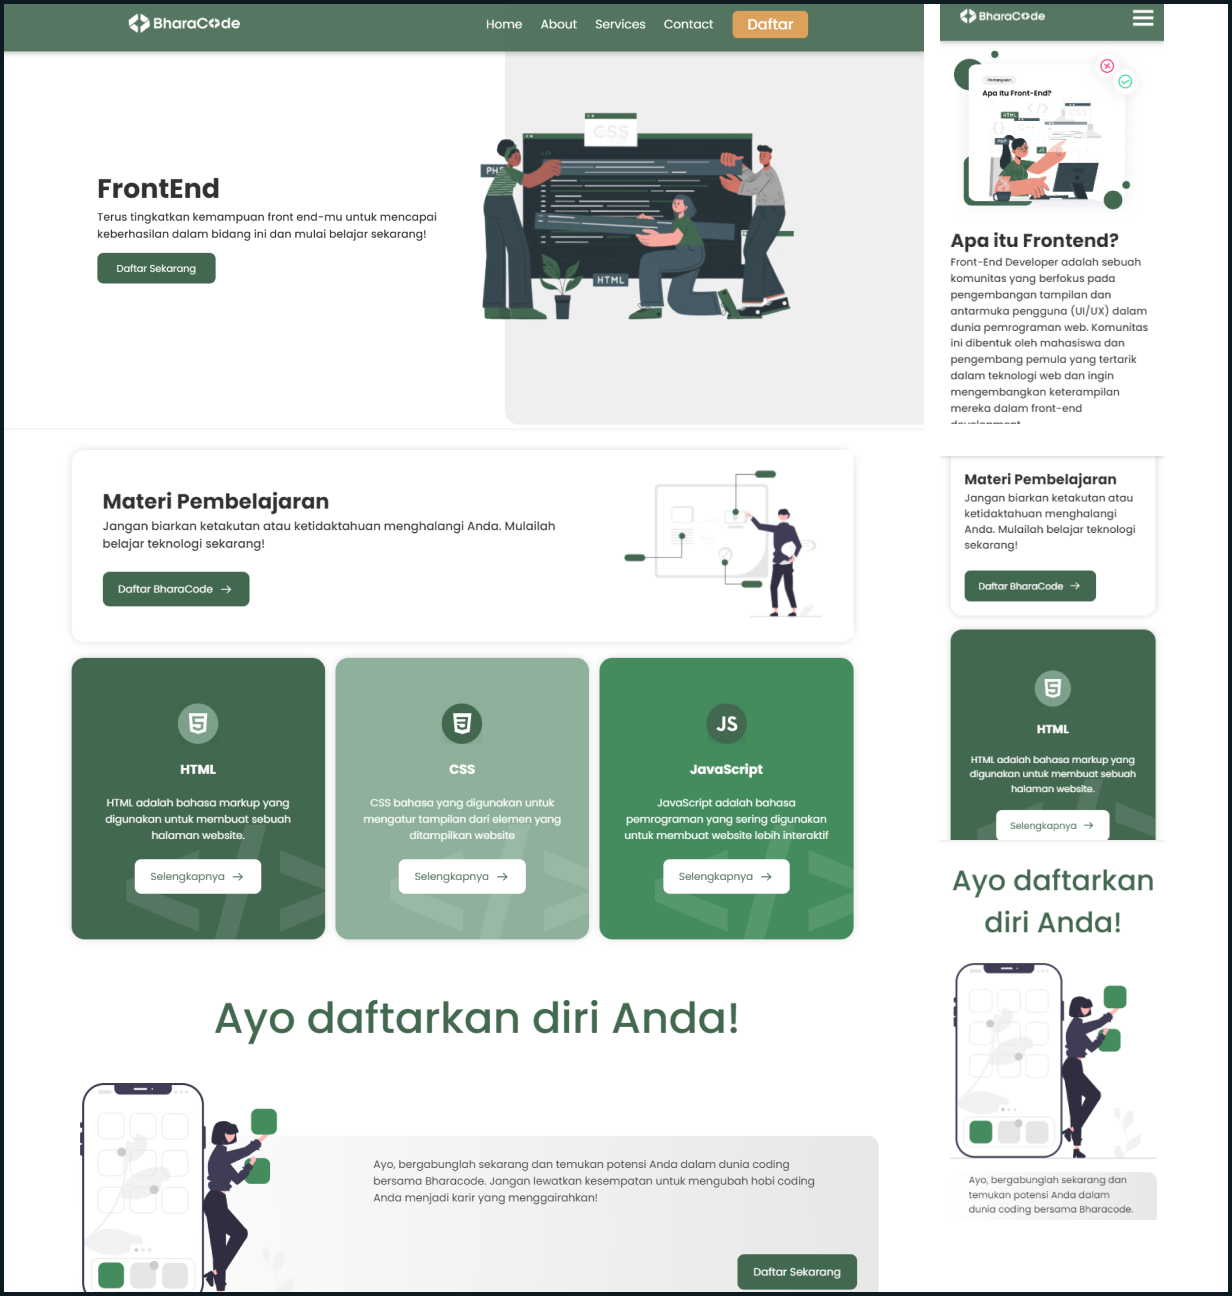 BharaCode
Home About Services Contact Daftar
FrontEnd
Terus tingkatkan kemampuan front end-mu untuk mencapai
keberhasilan dalam bidang ini dan mulai belajar sekarang!
Daftar Sekarang
CSS
HTML
Materi Pembelajaran
Jangan biarkan ketakutan atau ketidaktahuan menghalangi Anda. Mulailah
belajar teknologi sekarang!
Daftar BharaCode →
HTML
HTML adalah bahasa markup yang
digunakan untuk membuat sebuah
halaman website.
Selengkapnya →
CSS
CSS bahasa yang digunakan untuk
mengatur tampilan dari elemen yang
ditampilkan website
Selengkapnya →
JS
JavaScript
JavaScript adalah bahasa
pemrograman yang sering digunakan
untuk membuat website lebih interaktif
Selengkapnya →
Ayo daftarkan diri Anda!
Ayo, bergabunglah sekarang dan temukan potensi Anda dalam dunia coding
bersama Bharacode. Jangan lewatkan kesempatan untuk mengubah hobi coding
Anda menjadi karir yang menggairahkan!
Daftar Sekarang
BharaCode
Pertanyaan
Apa Itu Front-End?
HTML
Apa itu Frontend?
Front-End Developer adalah sebuah
komunitas yang berfokus pada
pengembangan tampilan dan
antarmuka pengguna (UI/UX) dalam
dunia pemrograman web. Komunitas
ini dibentuk oleh mahasiswa dan
pengembang pemula yang tertarik
dalam teknologi web dan ingin
mengembangkan keterampilan
mereka dalam front-end
Materi Pembelajaran
Jangan biarkan ketakutan atau
ketidaktahuan menghalangi
Anda. Mulailah belajar teknologi
sekarang!
Daftar BharaCode →
HTML
HTML adalah bahasa markup yang
digunakan untuk membuat sebuah
halaman website.
Selengkapnya →
Ayo daftarkan
diri Anda!
Ayo, bergabunglah sekarang dan
temukan potensi Anda dalam
dunia coding bersama Bharacode.